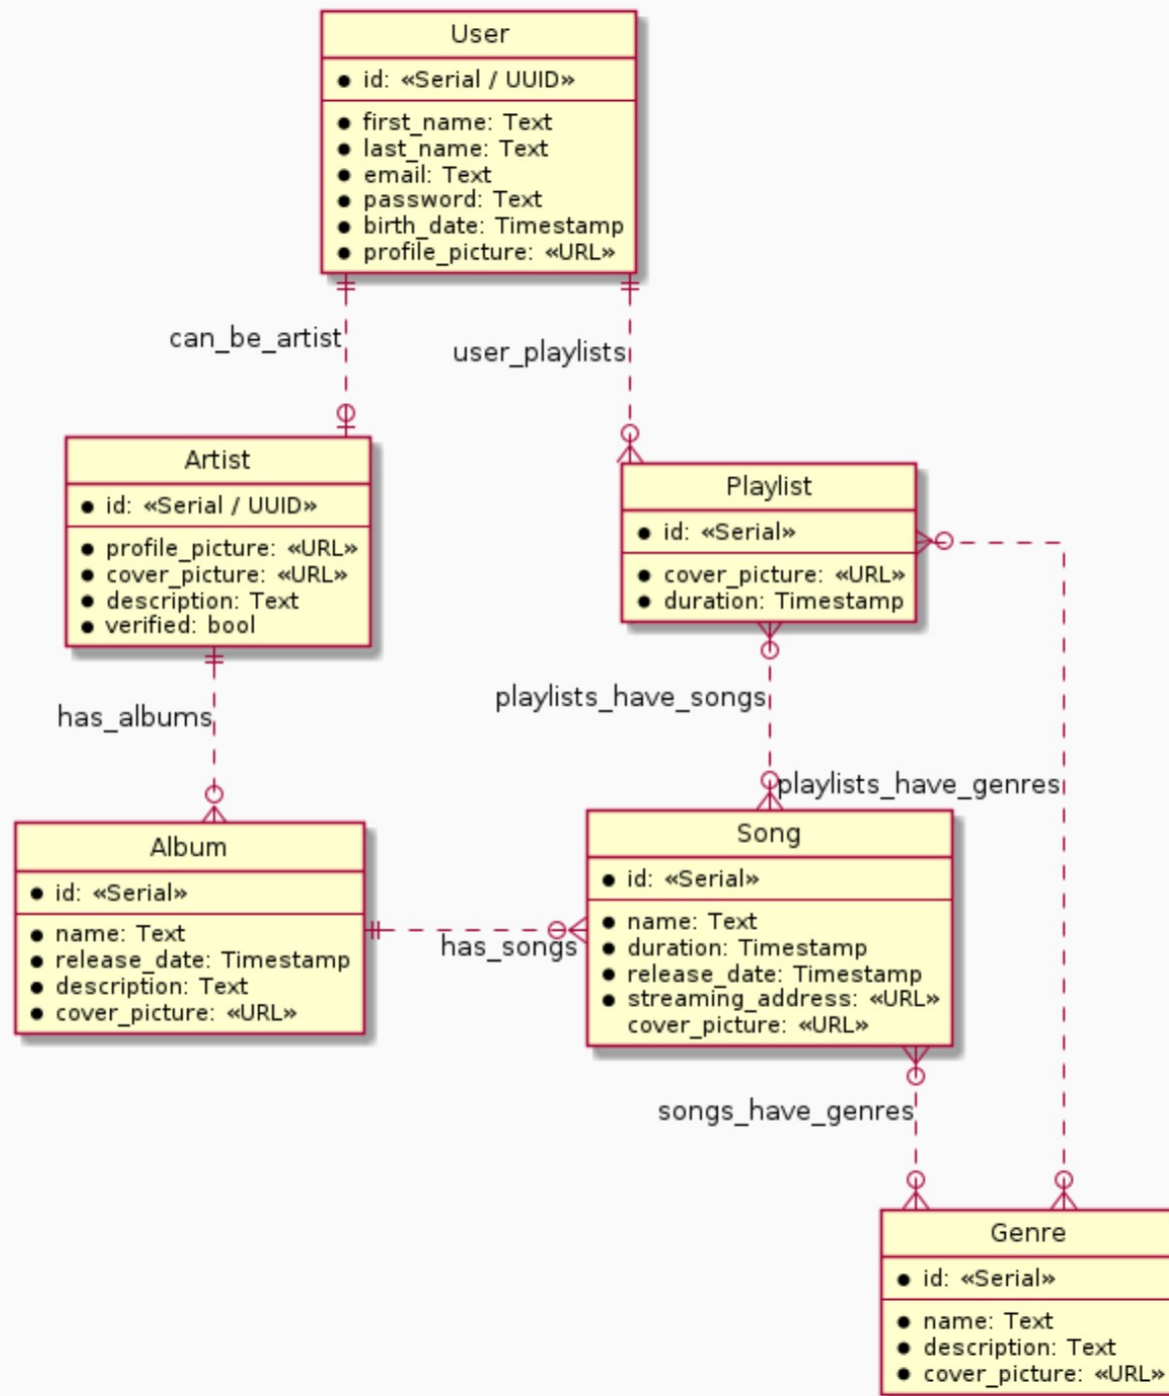 User
id: «Serial / UUID»
first_name: Text
last_name: Text
email: Text
password: Text
birth_date: Timestamp
profile_picture: «URL»
can_be_artist
user_playlists
Artist
id: «Serial / UUID»
profile_picture: «URL»
cover_picture: «URL»
description: Text
verified: bool
Playlist
id: «Serial»
cover_picture: «URL»
duration: Timestamp
has_albums
playlists_have_songs
playlists_have_genres
Album
id: «Serial»
name: Text
release_date: Timestamp
description: Text
cover_picture: «URL»
has_songs
Song
id: «Serial»
name: Text
duration: Timestamp
release_date: Timestamp
streaming_address: «URL»
cover_picture: «URL»
songs_have_genres
Genre
id: «Serial»
name: Text
description: Text
cover_picture: «URL»